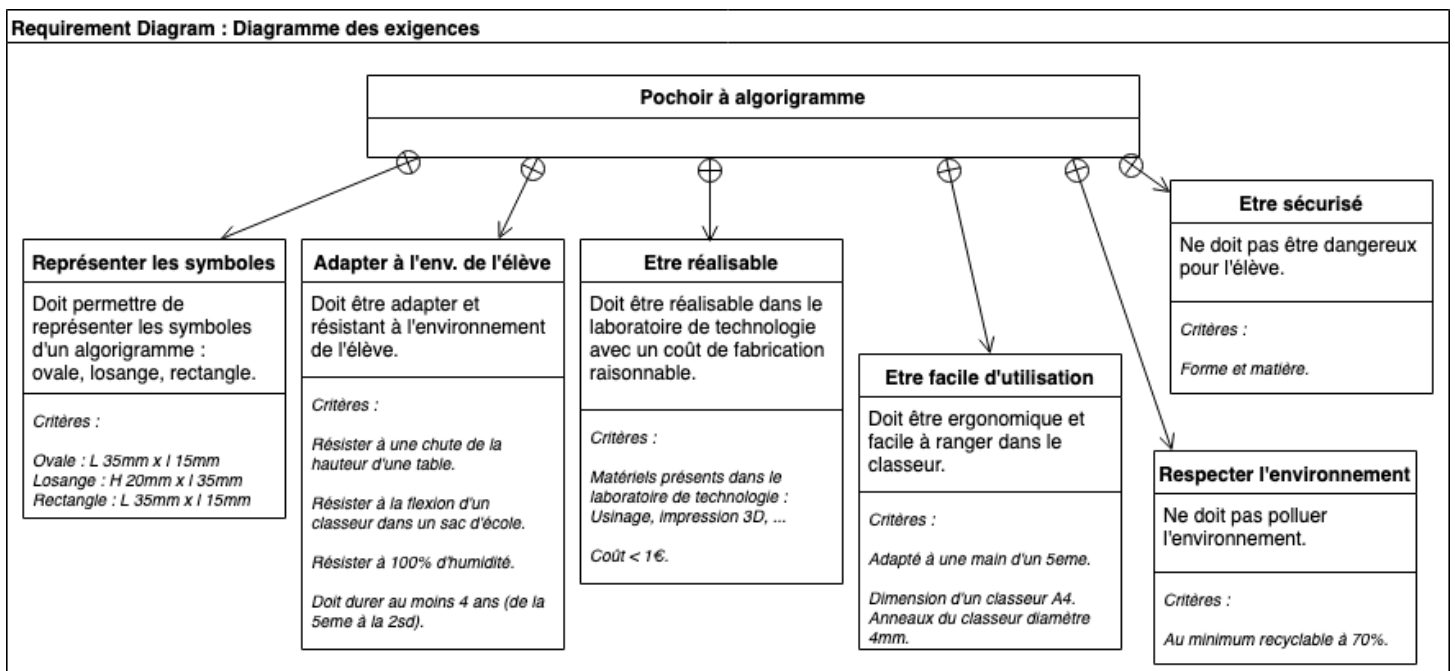 Requirement Diagram : Diagramme des exigences
Pochoir à algorigramme
Représenter les symboles
Doit permettre de
représenter les symboles
d'un algorigramme :
ovale, losange, rectangle.
Critères :
Ovale : L 35mm x l 15mm
Losange : H 20mm x l 35mm
Rectangle : L 35mm x l 15mm
Adapter à l'env. de l'élève
Doit être adapter et
résistant à l'environnement
de l'élève.
Critères :
Résister à une chute de la
hauteur d'une table.
Résister à la flexion d'un
classeur dans un sac d'école.
Résister à 100% d'humidité.
Doit durer au moins 4 ans (de la
5eme à la 2sd).
Etre réalisable
Doit être réalisable dans le
laboratoire de technologie
avec un coût de fabrication
raisonnable.
Critères :
Matériels présents dans le
laboratoire de technologie :
Usinage, impression 3D, ...
Coût < 1€.
Etre facile d'utilisation
Doit être ergonomique et
facile à ranger dans le
classeur.
Critères :
Adapté à une main d'un 5eme.
Dimension d'un classeur A4.
Anneaux du classeur diamètre
4mm.
Etre sécurisé
Ne doit pas être dangereux
pour l'élève.
Critères :
Forme et matière.
Respecter l'environnement
Ne doit pas polluer
l'environnement.
Critères :
Au minimum recyclable à 70%.